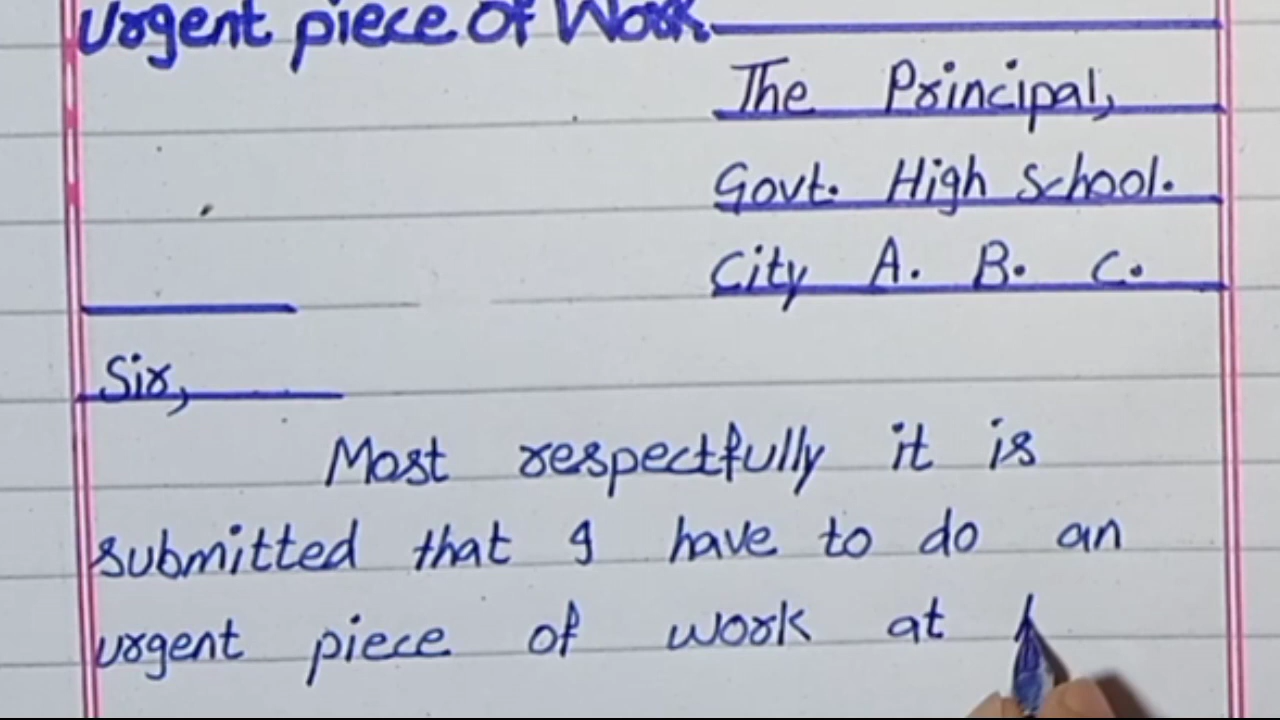 Urgent piece of Work
The Principal,
Govt. High School.
City A. B. C.
Sir,
Most respectfully it is
submitted that I have to do an
urgent piece of work at